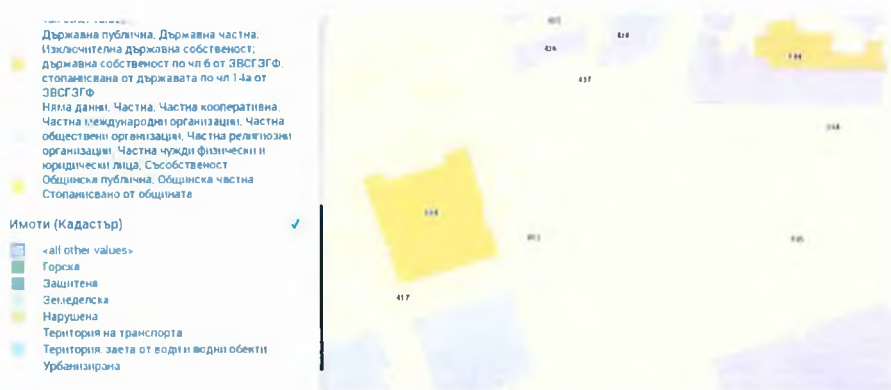 Държавна публична, Държавна частна,
Изключителна държавна собственост;
държавна собственост по чл 6 от ЗВСГЗГФ,
стопанисвана от държавата по чл 14а от
ЗВСГЗГФ
Няма данни, Частна, Частна кооперативна,
Частна международни организации, Частна
обществени организации, Частна религиозни
организации, Частна чужди физически и
юридически лица, Съсобственост
Общинска публична, Общинска частна
Стопанисвано от общината
Имоти (Кадастър)
<all other values>
Горска
Защитена
Земеделска
Нарушена
Територия на транспорта
Територия, заета от води и водни обекти
Урбанизирана
437
417